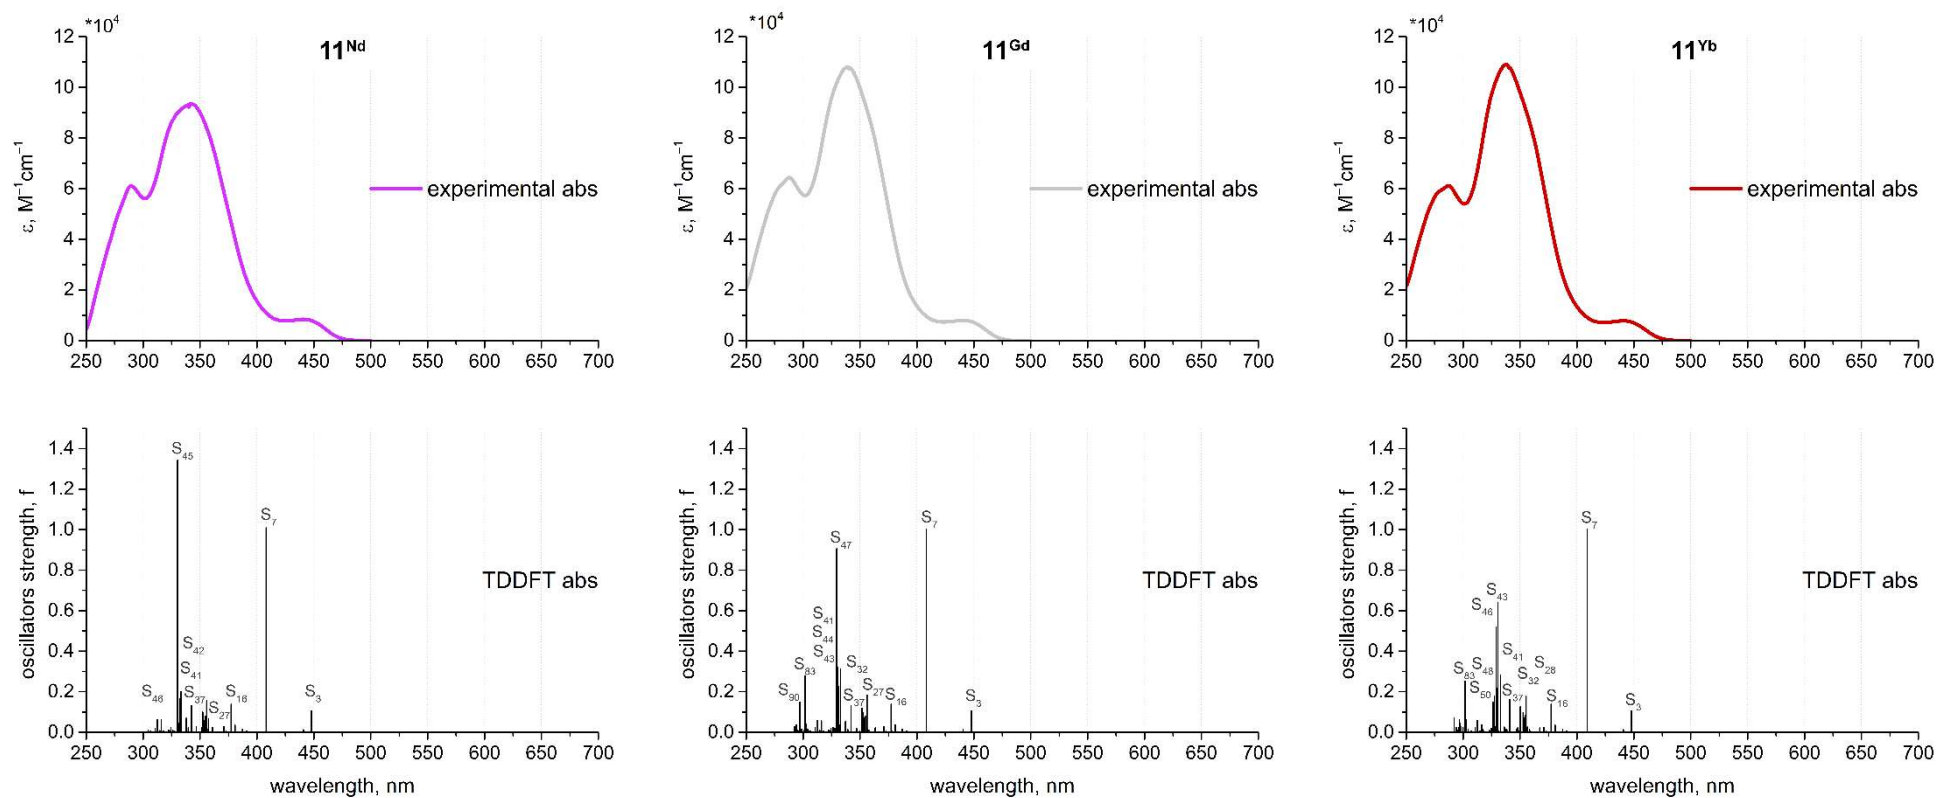 *10⁴
11ᴺᵈ
12
10
8
6
4
2
0
ε, M⁻¹cm⁻¹
experimental abs
250 300 350 400 450 500 550 600 650 700
*10⁴
11ᴳᵈ
12
10
8
6
4
2
0
ε, M⁻¹cm⁻¹
experimental abs
250 300 350 400 450 500 550 600 650 700
*10⁴
11ʸᵇ
12
10
8
6
4
2
0
ε, M⁻¹cm⁻¹
experimental abs
250 300 350 400 450 500 550 600 650 700
1.4
1.2
1.0
0.8
0.6
0.4
0.2
0.0
oscillators strength, f
S₄₅
S₇
S₄₂
S₄₁
S₄₆
S₃₇
S₂₇
S₁₆
S₃
TDDFT abs
250 300 350 400 450 500 550 600 650 700
wavelength, nm
1.4
1.2
1.0
0.8
0.6
0.4
0.2
0.0
oscillators strength, f
S₇
S₄₇
S₄₁
S₄₄
S₄₃
S₈₃
S₃₂
S₉₀
S₃₇
S₂₇
S₁₆
S₃
TDDFT abs
250 300 350 400 450 500 550 600 650 700
wavelength, nm
1.4
1.2
1.0
0.8
0.6
0.4
0.2
0.0
oscillators strength, f
S₇
S₄₃
S₄₆
S₄₁
S₈₃
S₄₈
S₂₈
S₃₂
S₅₀
S₃₇
S₁₆
S₃
TDDFT abs
250 300 350 400 450 500 550 600 650 700
wavelength, nm